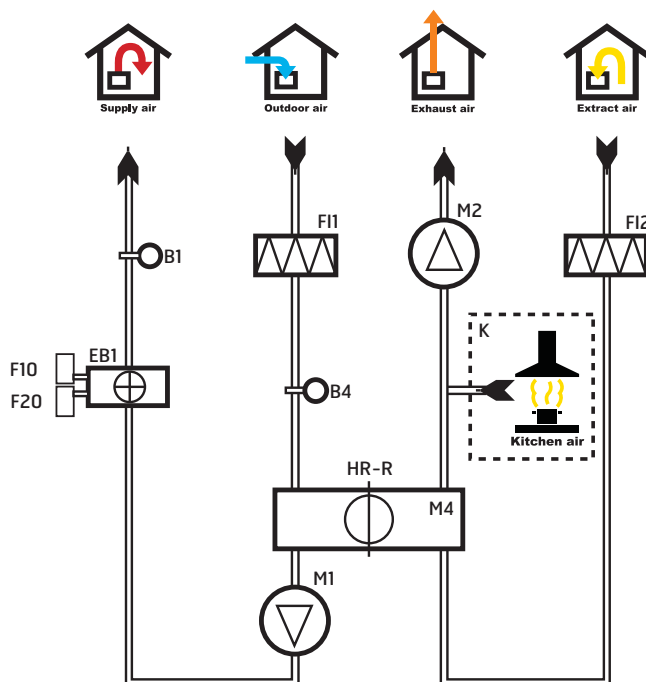 Supply air
Outdoor air
Exhaust air
Extract air
M2
FI1
FI2
B1
K
EB1
F10
F20
B4
Kitchen air
HR-R
M4
M1